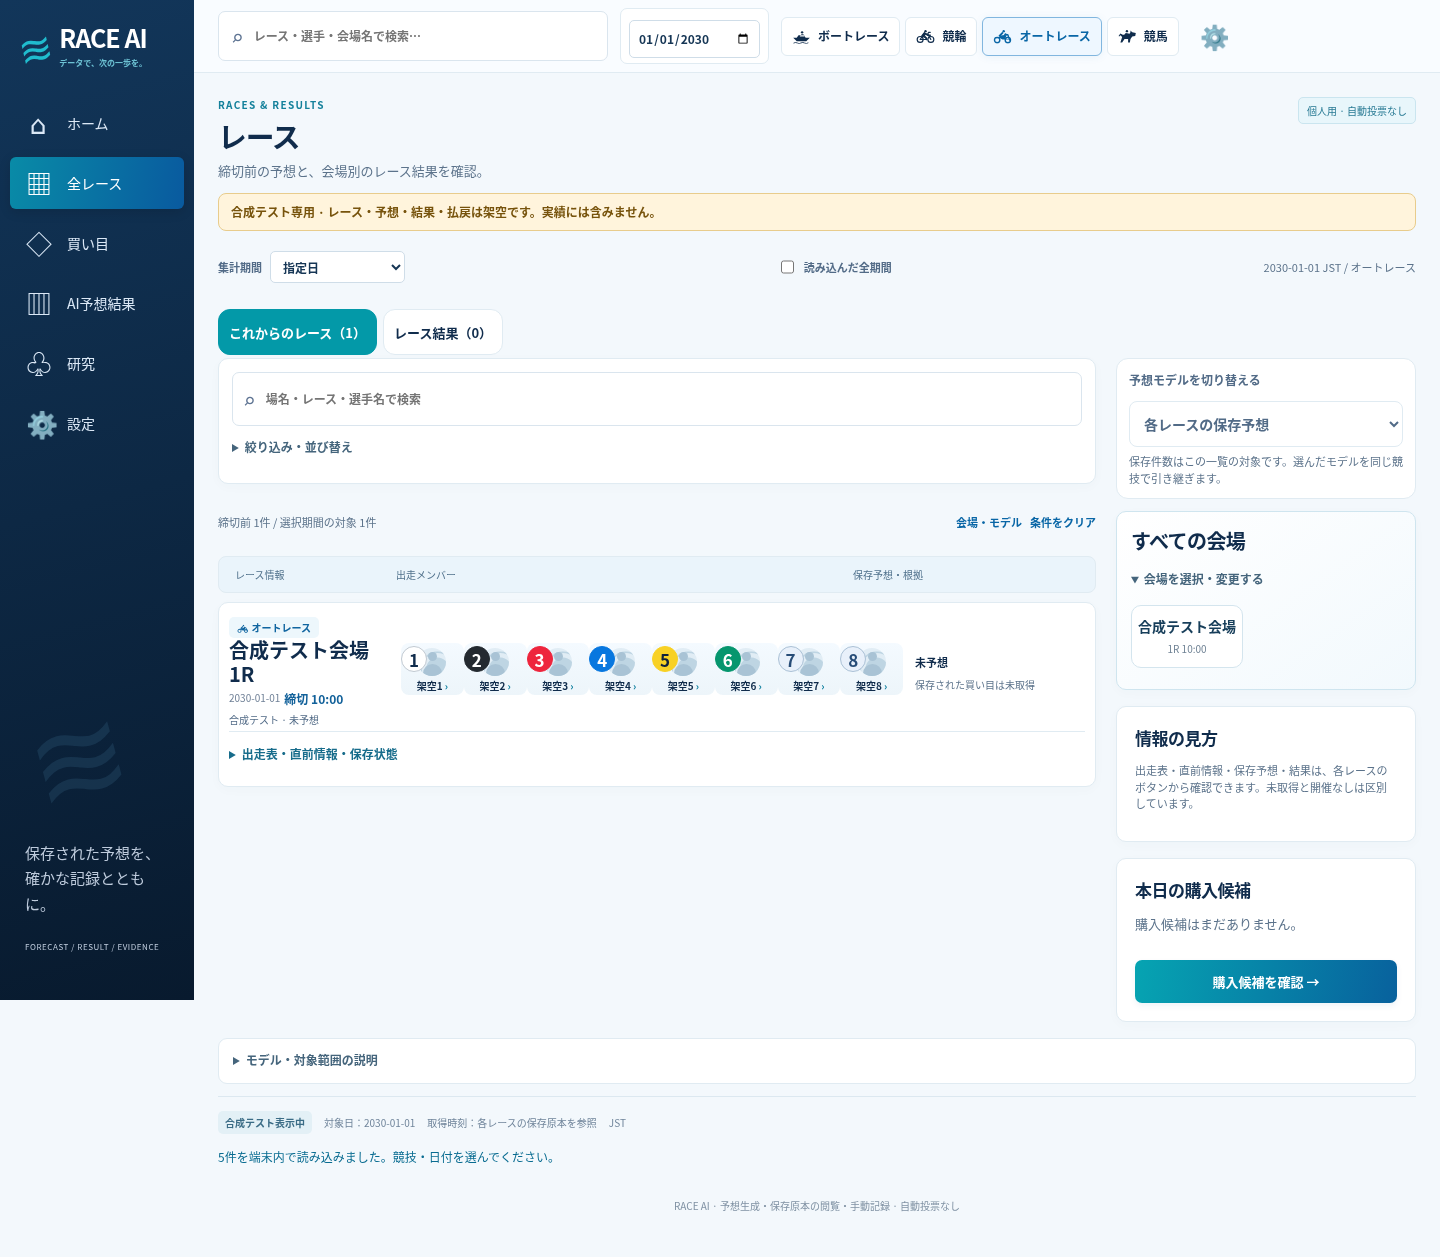 RACE AI
データで、次の一歩を。
ホーム
全レース
買い目
AI予想結果
研究
設定
保存された予想を、
確かな記録ととも
に。
FORECAST / RESULT / EVIDENCE
レース・選手・会場名で検索…
01/01/2030
ボートレース
競輪
オートレース
競馬
RACES & RESULTS
個人用・自動投票なし
レース
締切前の予想と、会場別のレース結果を確認。
合成テスト専用・レース・予想・結果・払戻は架空です。実績には含みません。
集計期間
指定日
読み込んだ全期間
2030-01-01 JST / オートレース
これからのレース（1）
レース結果（0）
場名・レース・選手名で検索
絞り込み・並び替え
締切前 1件 / 選択期間の対象 1件
会場・モデル 条件をクリア
レース情報
出走メンバー
保存予想・根拠
オートレース
合成テスト会場
1R
2030-01-01 締切 10:00
合成テスト・未予想
1 2 3 4 5 6 7 8
架空1 › 架空2 › 架空3 › 架空4 › 架空5 › 架空6 › 架空7 › 架空8 ›
未予想
保存された買い目は未取得
出走表・直前情報・保存状態
予想モデルを切り替える
各レースの保存予想
保存件数はこの一覧の対象です。選んだモデルを同じ競
技で引き継ぎます。
すべての会場
会場を選択・変更する
合成テスト会場
1R 10:00
情報の見方
出走表・直前情報・保存予想・結果は、各レースの
ボタンから確認できます。未取得と開催なしは区別
しています。
本日の購入候補
購入候補はまだありません。
購入候補を確認 →
モデル・対象範囲の説明
合成テスト表示中
対象日：2030-01-01
取得時刻：各レースの保存原本を参照
JST
5件を端末内で読み込みました。競技・日付を選んでください。
RACE AI・予想生成・保存原本の閲覧・手動記録・自動投票なし